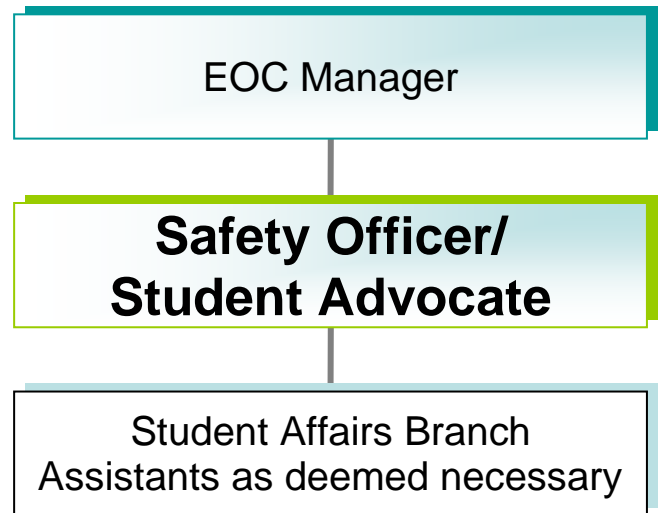 EOC Manager
Safety Officer/
Student Advocate
Student Affairs Branch
Assistants as deemed necessary